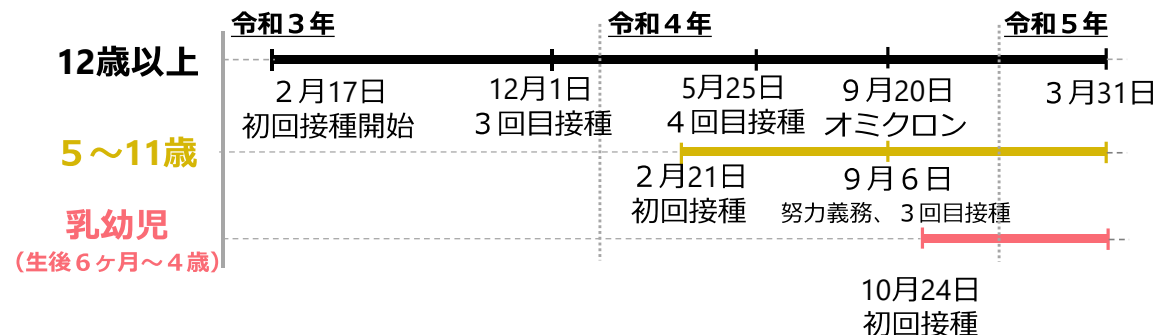 令和３年
令和４年
令和５年
12歳以上
２月17日
初回接種開始
12月1日
３回目接種
5月25日
４回目接種
９月20日
オミクロン
３月31日
５～11歳
２月21日
初回接種
９月６日
努力義務、３回目接種
乳幼児
（生後６ヶ月～４歳）
10月24日
初回接種